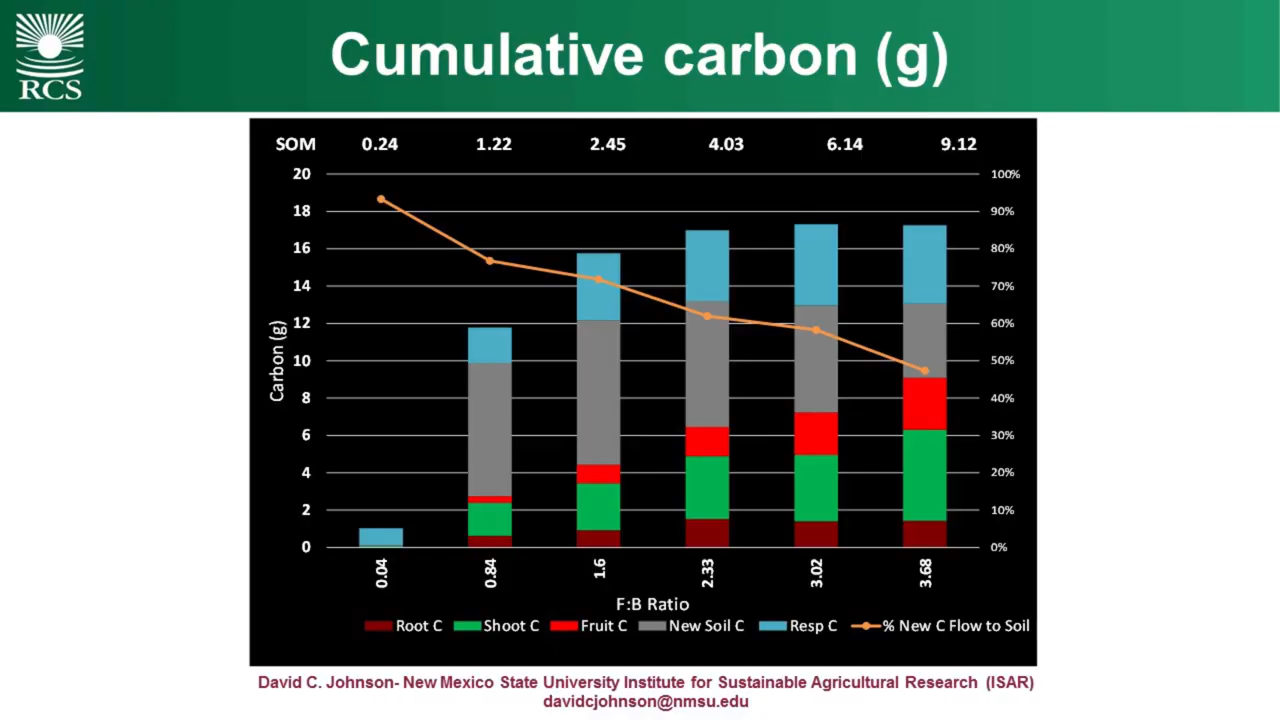 RCS
Cumulative carbon (g)
SOM 0.24 1.22 2.45 4.03 6.14 9.12
20 100%
18 90%
16 80%
14 70%
12 60%
10 50%
8 40%
6 30%
4 20%
2 10%
0 0%
Carbon (g)
0.04 0.84 1.6 2.33 3.02 3.68
F:B Ratio
Root C Shoot C Fruit C New Soil C Resp C % New C Flow to Soil
David C. Johnson- New Mexico State University Institute for Sustainable Agricultural Research (ISAR)
davidcjohnson@nmsu.edu